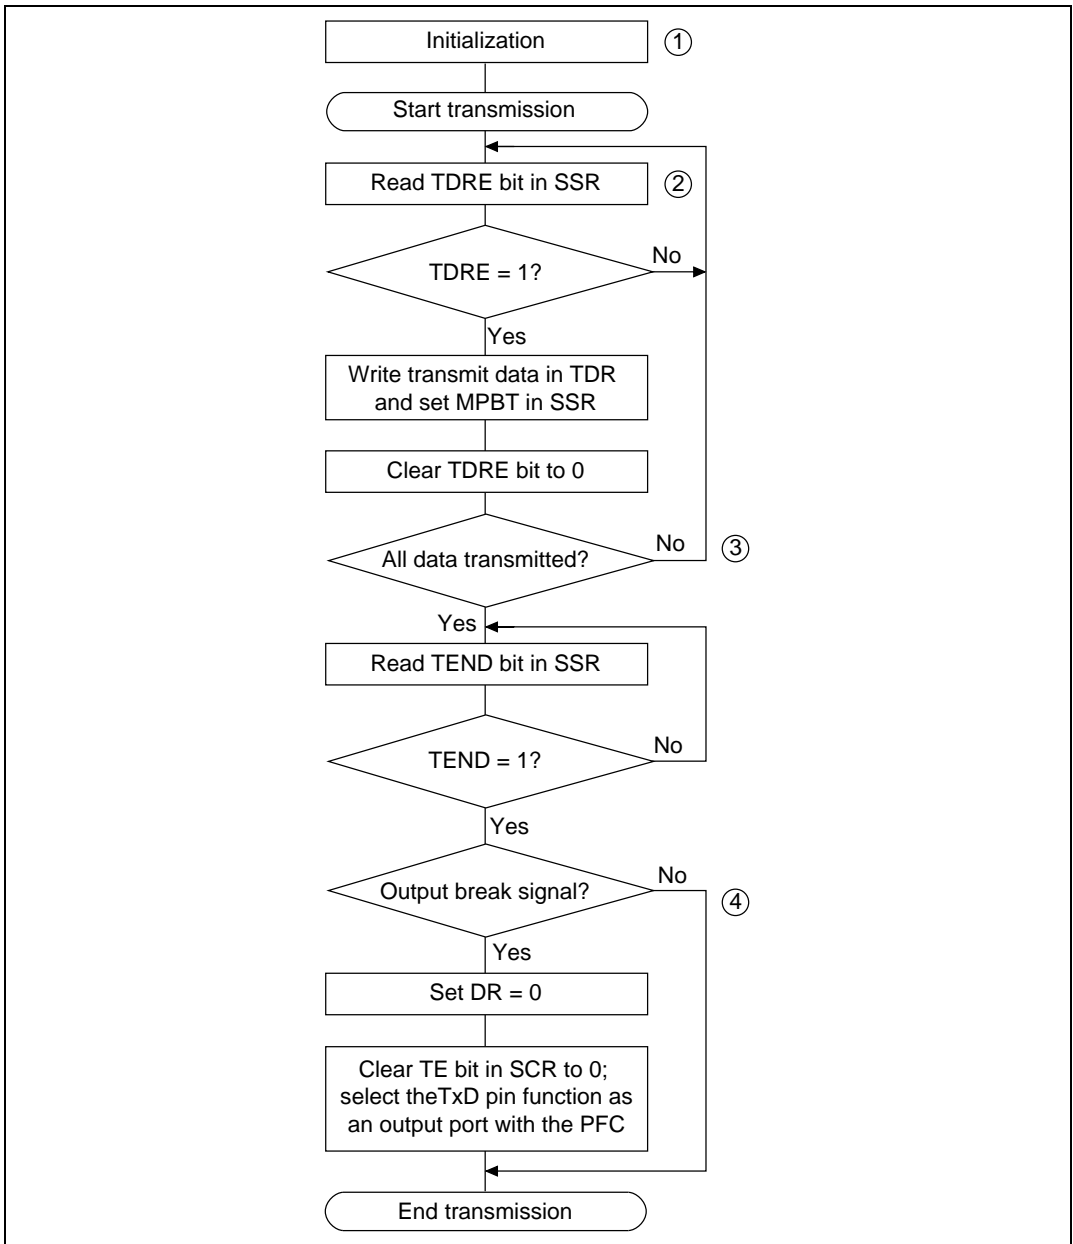 Initialization ①
Start transmission
Read TDRE bit in SSR ②
No
TDRE = 1?
Yes
Write transmit data in TDR
and set MPBT in SSR
Clear TDRE bit to 0
No ③
All data transmitted?
Yes
Read TEND bit in SSR
No
TEND = 1?
Yes
No
Output break signal? ④
Yes
Set DR = 0
Clear TE bit in SCR to 0;
select theTxD pin function as
an output port with the PFC
End transmission